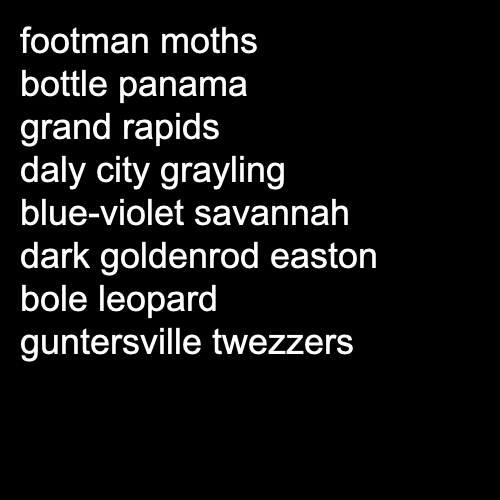 footman moths
bottle panama
grand rapids
daly city grayling
blue-violet savannah
dark goldenrod easton
bole leopard
guntersville twezzers